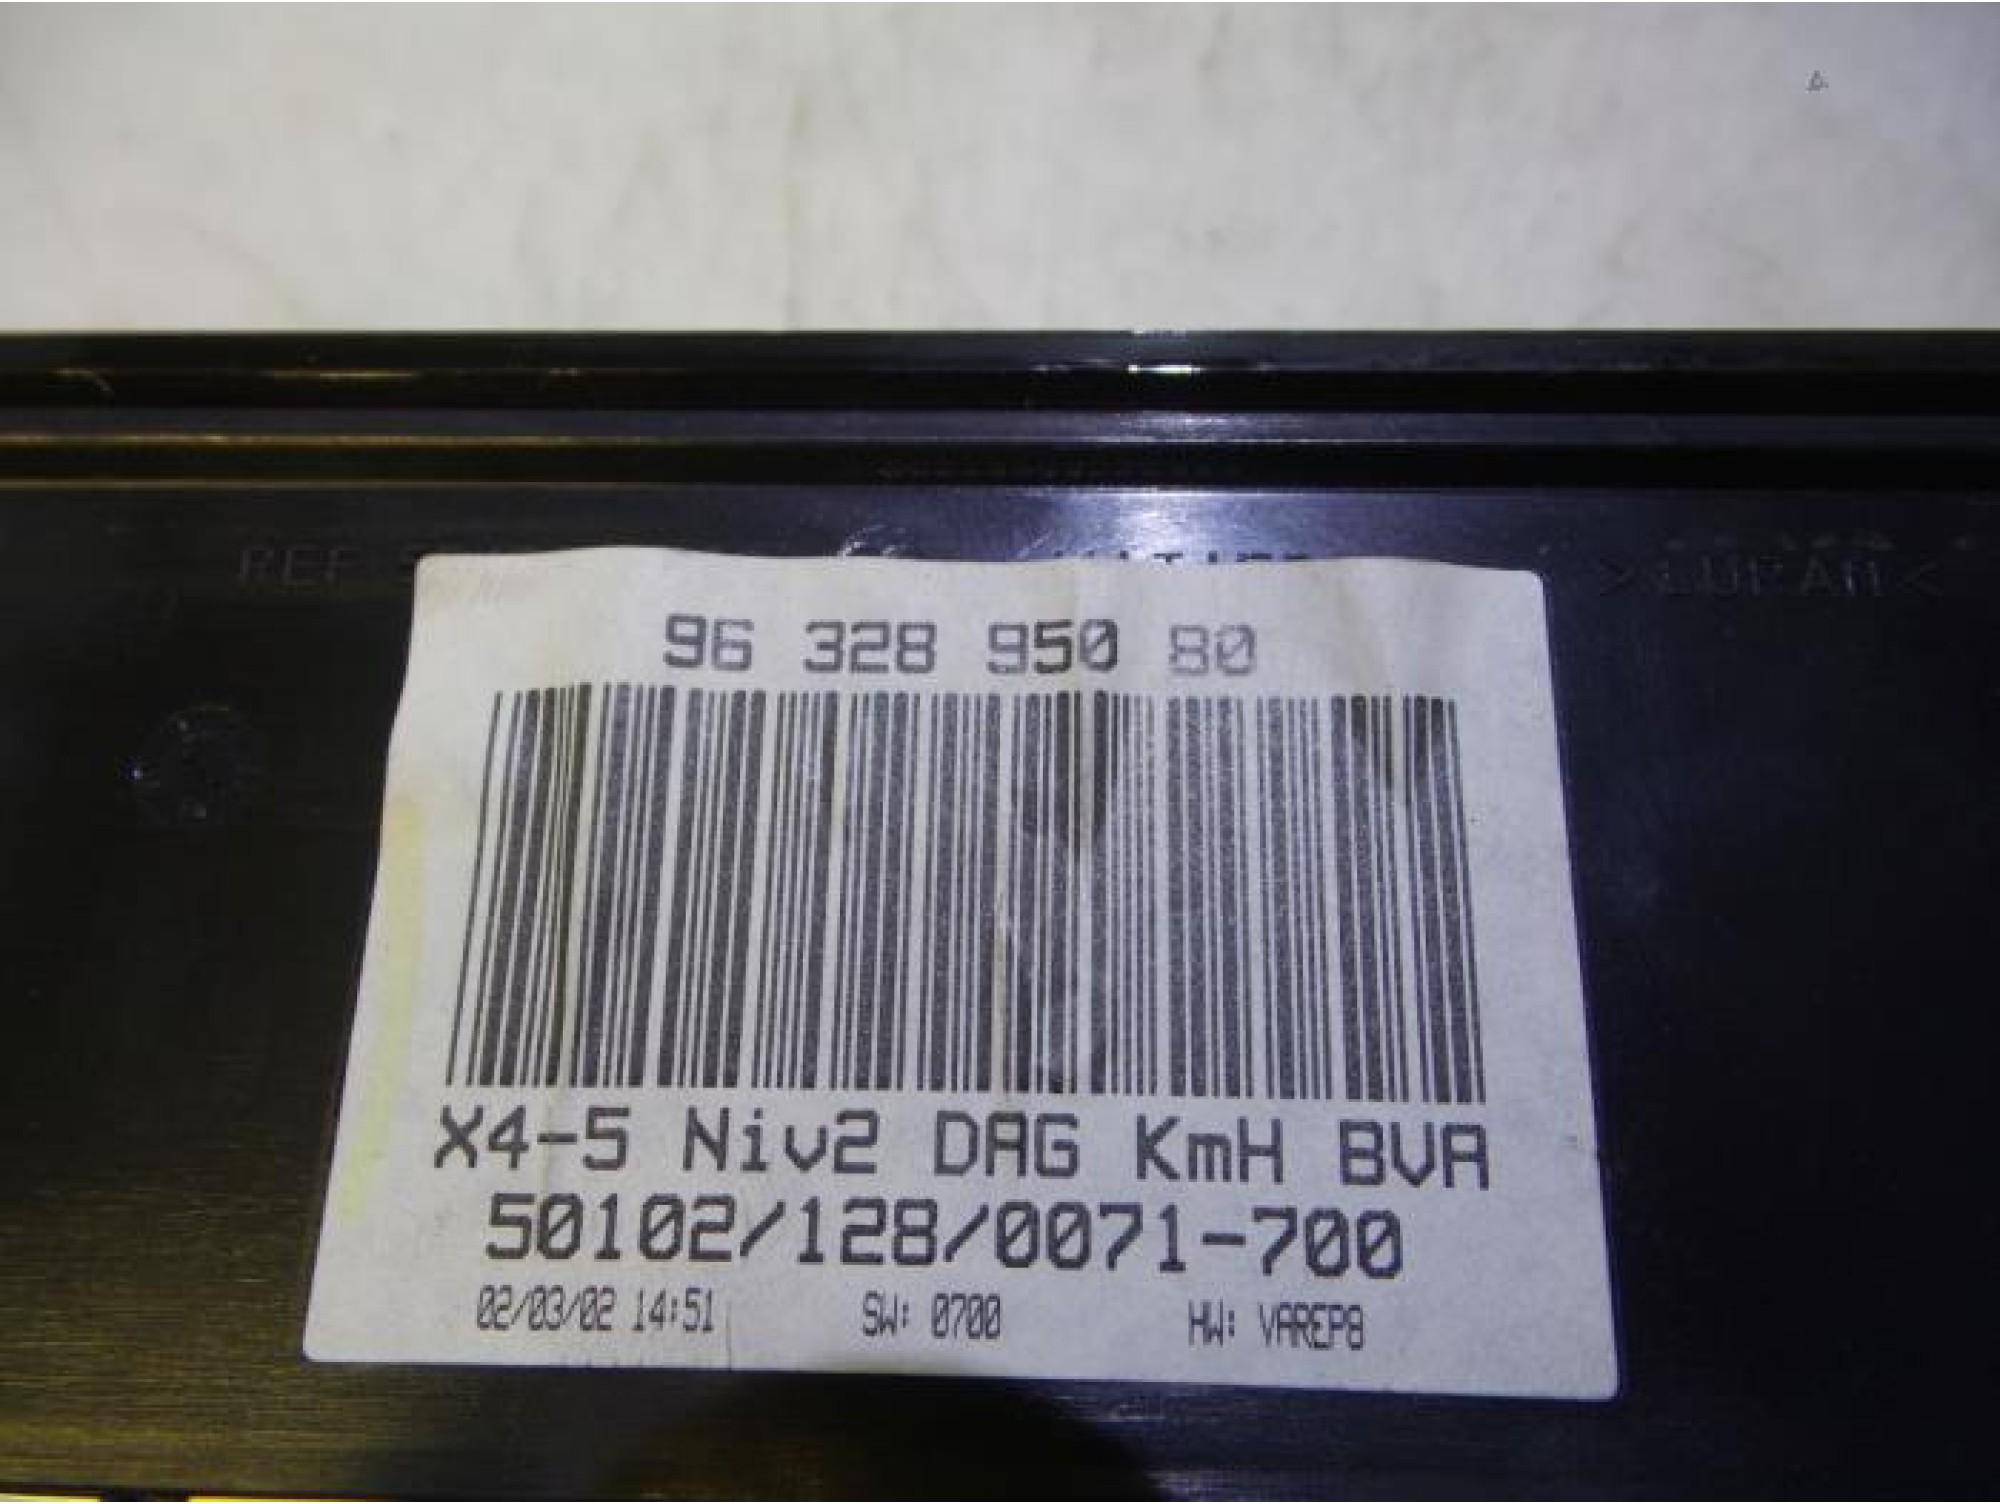 REF
96 328 950 80
X4-5 Niv2 DAG KmH BVA
50102/128/0071-700
02/03/02 14:51 SW: 0700 HW: VAREP8